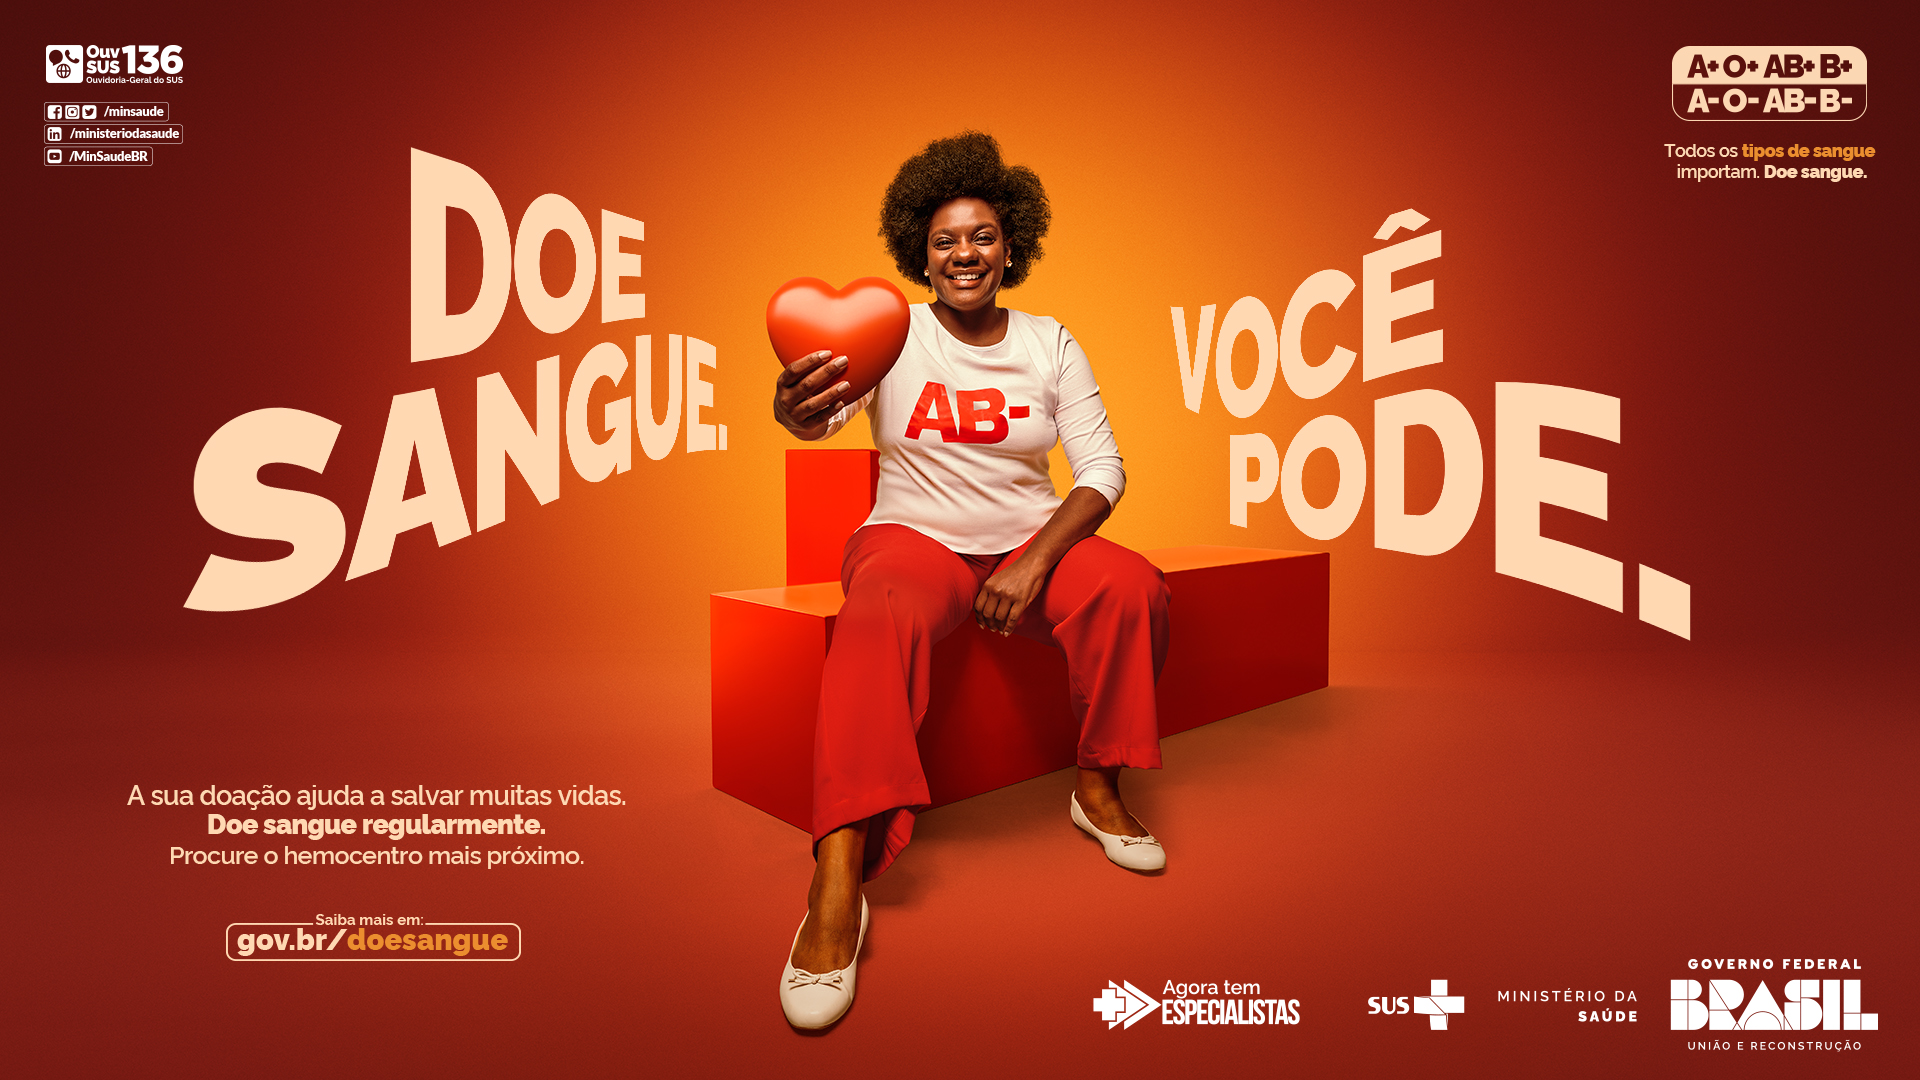 Ouv
SUS 136
Ouvidoria-Geral do SUS
/minsaude
/ministeriodasaude
/MinSaudeBR
A+ O+ AB+ B+
A- O- AB- B-
Todos os tipos de sangue
importam. Doe sangue.
DOE
SANGUE.
VOCÊ
PODE.
AB-
A sua doação ajuda a salvar muitas vidas.
Doe sangue regularmente.
Procure o hemocentro mais próximo.
Saiba mais em:
gov.br/doesangue
Agora tem
ESPECIALISTAS
SUS
MINISTÉRIO DA
SAÚDE
GOVERNO FEDERAL
BRASIL
UNIÃO E RECONSTRUÇÃO